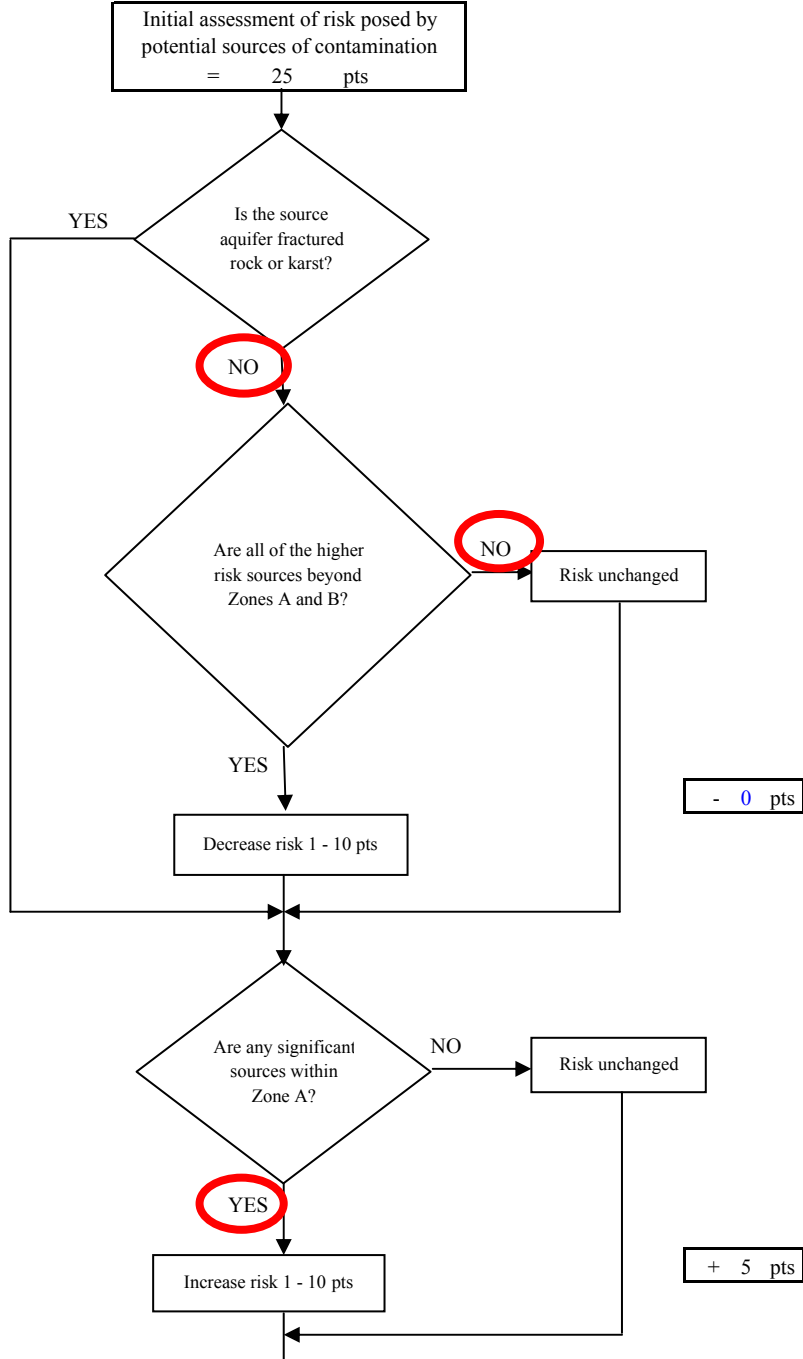 Initial assessment of risk posed by
potential sources of contamination
= 25 pts
YES
Is the source
aquifer fractured
rock or karst?
NO
Are all of the higher
risk sources beyond
Zones A and B?
NO
Risk unchanged
YES
- 0 pts
Decrease risk 1 - 10 pts
Are any significant
sources within
Zone A?
NO
Risk unchanged
YES
+ 5 pts
Increase risk 1 - 10 pts